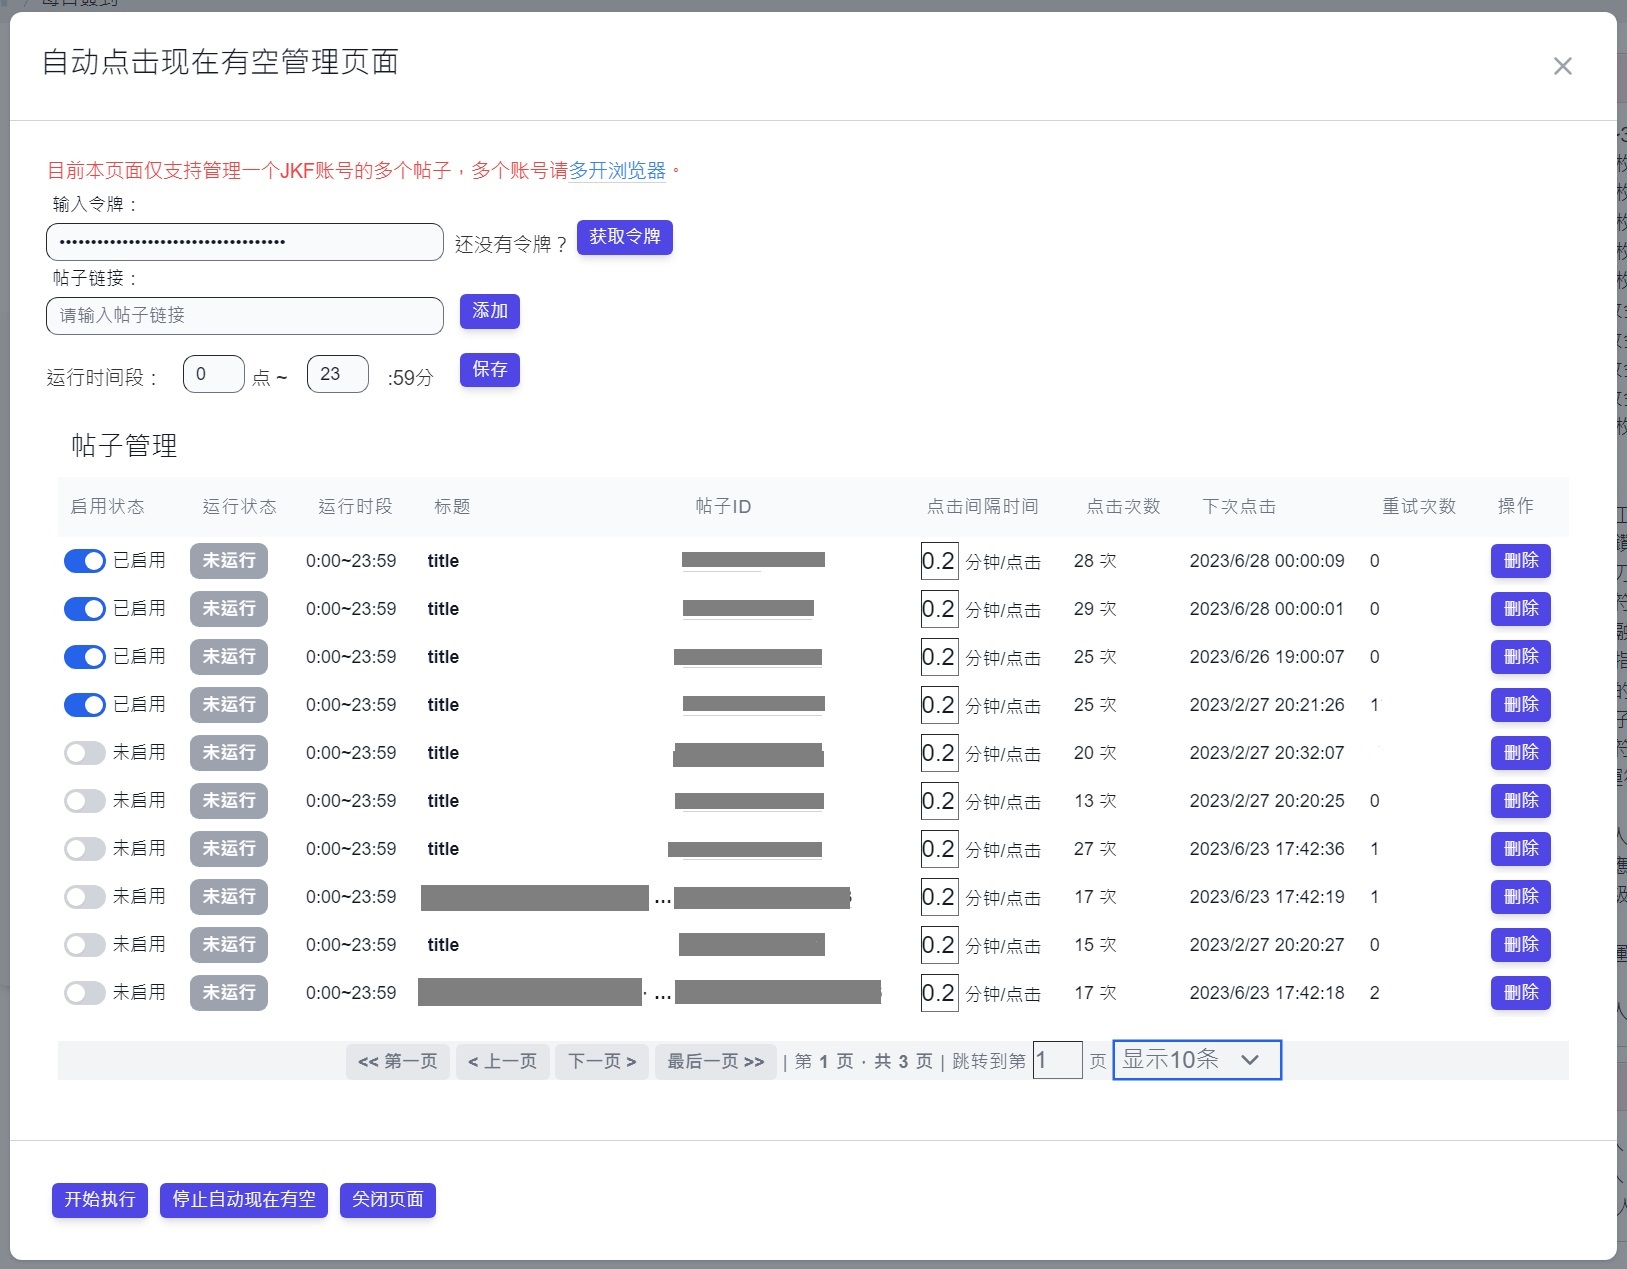 自动点击现在有空管理页面
目前本页面仅支持管理一个JKF账号的多个帖子，多个账号请多开浏览器。
输入令牌：
•••••••••••••••••••••••••••••••••••• 还没有令牌？ 获取令牌
帖子链接：
请输入帖子链接 添加
运行时间段： 0 点 ~ 23 :59分 保存
帖子管理
启用状态 运行状态 运行时段 标题 帖子ID 点击间隔时间 点击次数 下次点击 重试次数 操作
已启用 未运行 0:00~23:59 title 0.2 分钟/点击 28 次 2023/6/28 00:00:09 0 删除
已启用 未运行 0:00~23:59 title 0.2 分钟/点击 29 次 2023/6/28 00:00:01 0 删除
已启用 未运行 0:00~23:59 title 0.2 分钟/点击 25 次 2023/6/26 19:00:07 0 删除
已启用 未运行 0:00~23:59 title 0.2 分钟/点击 25 次 2023/2/27 20:21:26 1 删除
未启用 未运行 0:00~23:59 title 0.2 分钟/点击 20 次 2023/2/27 20:32:07 删除
未启用 未运行 0:00~23:59 title 0.2 分钟/点击 13 次 2023/2/27 20:20:25 0 删除
未启用 未运行 0:00~23:59 title 0.2 分钟/点击 27 次 2023/6/23 17:42:36 1 删除
未启用 未运行 0:00~23:59 ... 0.2 分钟/点击 17 次 2023/6/23 17:42:19 1 删除
未启用 未运行 0:00~23:59 title 0.2 分钟/点击 15 次 2023/2/27 20:20:27 0 删除
未启用 未运行 0:00~23:59 ... 0.2 分钟/点击 17 次 2023/6/23 17:42:18 2 删除
<< 第一页 < 上一页 下一页 > 最后一页 >> | 第 1 页 · 共 3 页 | 跳转到第 1 页 显示10条
开始执行 停止自动现在有空 关闭页面